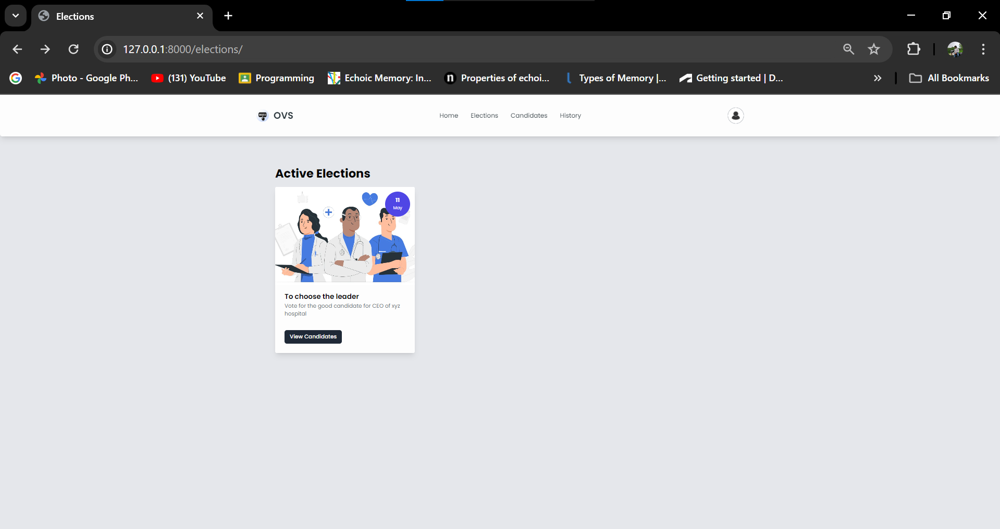 Elections
127.0.0.1:8000/elections/
Photo - Google Ph...
(131) YouTube
Programming
Echoic Memory: In...
Properties of echoi...
Types of Memory |...
Getting started | D...
All Bookmarks
OVS
Home
Elections
Candidates
History
Active Elections
11
May
To choose the leader
Vote for the good candidate for CEO of xyz
hospital
View Candidates